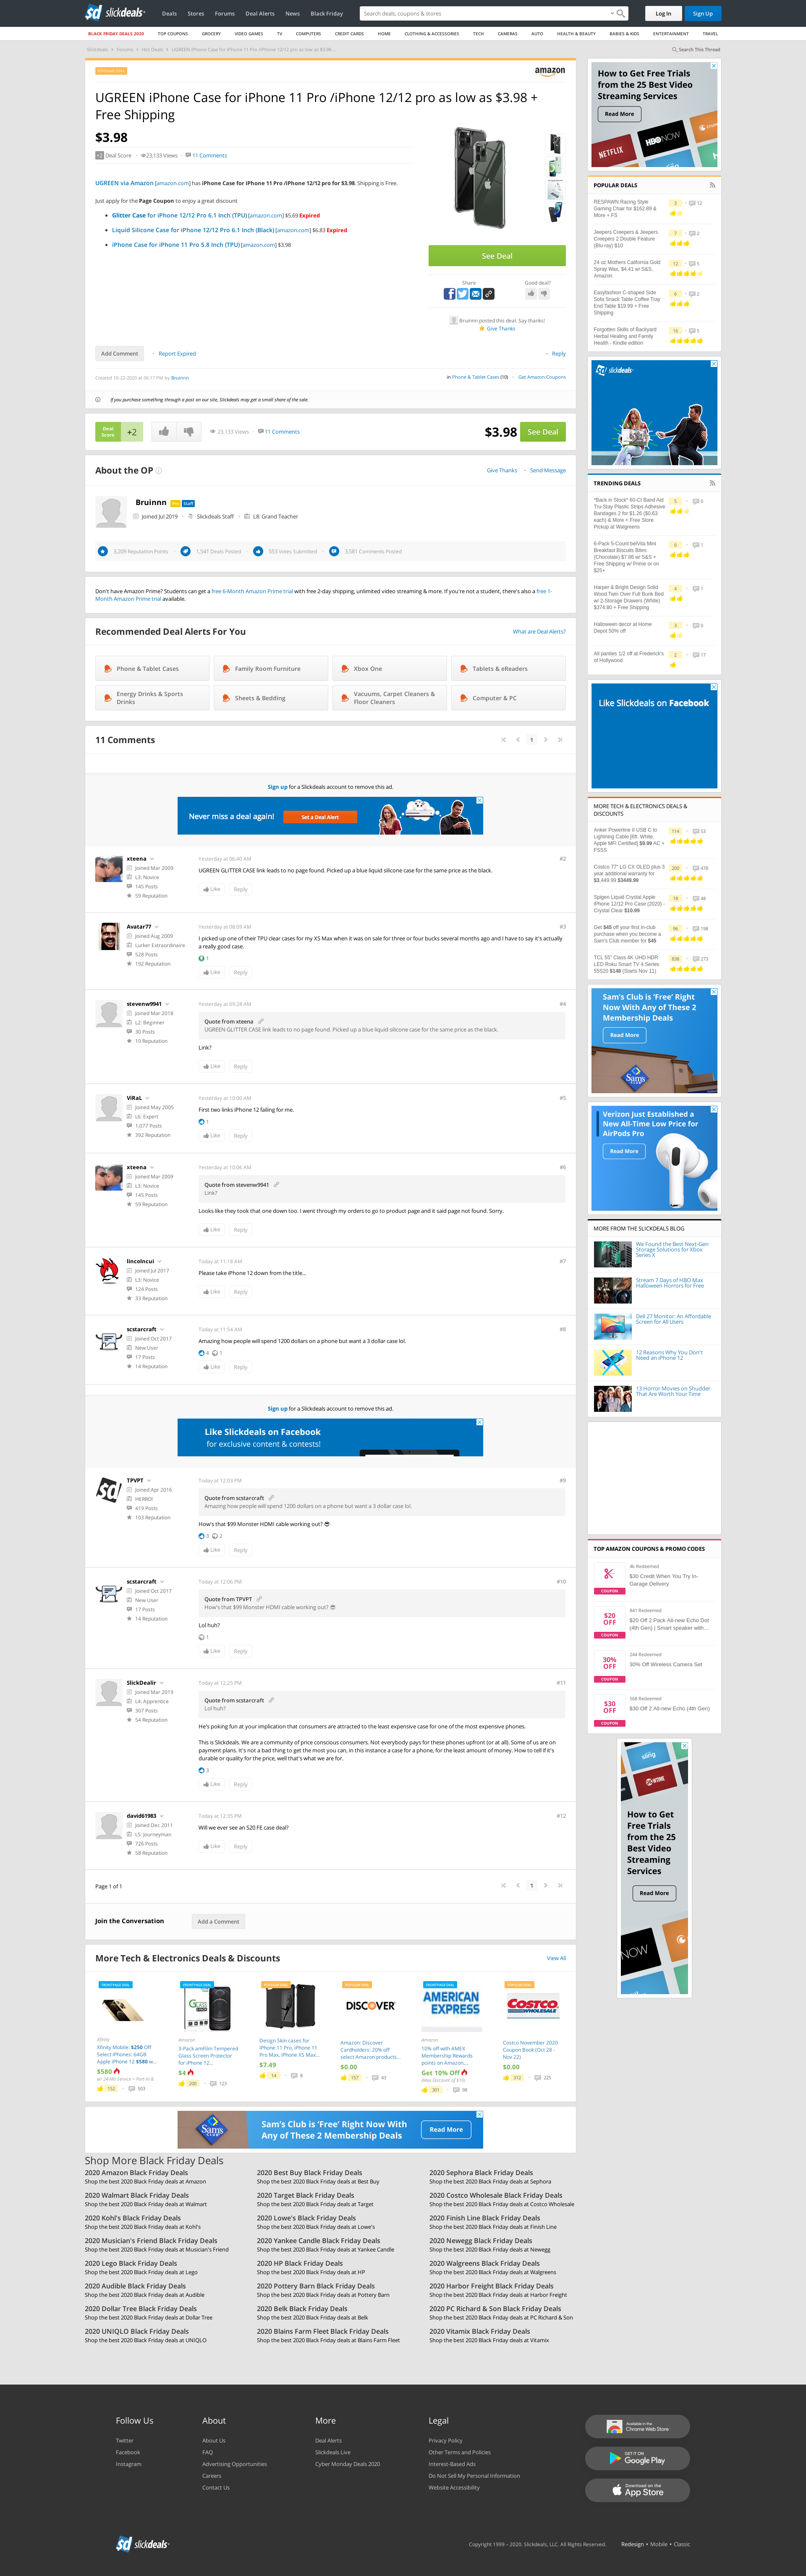 slickdeals
Deals
Stores
Forums
Deal Alerts
News
Black Friday
Search deals, coupons & stores
Log In
Sign Up
BLACK FRIDAY DEALS 2020
TOP COUPONS
GROCERY
VIDEO GAMES
TV
COMPUTERS
CREDIT CARDS
HOME
CLOTHING & ACCESSORIES
TECH
CAMERAS
AUTO
HEALTH & BEAUTY
BABIES & KIDS
ENTERTAINMENT
TRAVEL
Slickdeals
Forums
Hot Deals
UGREEN iPhone Case for iPhone 11 Pro /iPhone 12/12 pro as low as $3.98 ...
Search This Thread
amazon.com
UGREEN iPhone Case for iPhone 11 Pro /iPhone 12/12 pro as low as $3.98 +
Free Shipping
$3.98
+2 Deal Score
23,133 Views
11 Comments
UGREEN via Amazon [amazon.com] has iPhone Case for iPhone 11 Pro /iPhone 12/12 pro for $3.98. Shipping is Free.
Just apply for the Page Coupon to enjoy a great discount
Glitter Case for iPhone 12/12 Pro 6.1 Inch (TPU) [amazon.com] $5.69 Expired
Liquid Silicone Case for iPhone 12/12 Pro 6.1 Inch (Black) [amazon.com] $6.83 Expired
iPhone Case for iPhone 11 Pro 5.8 Inch (TPU) [amazon.com] $3.98
See Deal
Share
Good deal?
Bruinnn posted this deal. Say thanks!
Give Thanks
Add Comment
Report Expired
Reply
Created 10-22-2020 at 06:17 PM by Bruinnn
in Phone & Tablet Cases (10)
Get Amazon Coupons
If you purchase something through a post on our site, Slickdeals may get a small share of the sale.
Deal
Score
+2
23,133 Views
11 Comments
$3.98
See Deal
About the OP
Give Thanks
Send Message
Bruinnn
Pro
Staff
Joined Jul 2019
Slickdeals Staff
L8: Grand Teacher
3,209 Reputation Points
1,541 Deals Posted
553 Votes Submitted
3,581 Comments Posted
Don't have Amazon Prime? Students can get a free 6-Month Amazon Prime trial with free 2-day shipping, unlimited video streaming & more. If you're not a student, there's also a free 1-
Month Amazon Prime trial available.
Recommended Deal Alerts For You
What are Deal Alerts?
Phone & Tablet Cases
Family Room Furniture
Xbox One
Tablets & eReaders
Energy Drinks & Sports
Drinks
Sheets & Bedding
Vacuums, Carpet Cleaners &
Floor Cleaners
Computer & PC
11 Comments
1
Sign up for a Slickdeals account to remove this ad.
Never miss a deal again!
Set a Deal Alert
xteena
Joined Mar 2009
L3: Novice
145 Posts
59 Reputation
Yesterday at 06:40 AM
#2
UGREEN GLITTER CASE link leads to no page found. Picked up a blue liquid silicone case for the same price as the black.
Like
Reply
Avatar77
Joined Aug 2009
Lurker Extraordinaire
528 Posts
192 Reputation
Yesterday at 08:09 AM
#3
I picked up one of their TPU clear cases for my XS Max when it was on sale for three or four bucks several months ago and I have to say it's actually
a really good case.
1
Like
Reply
stevenw9941
Joined Mar 2018
L2: Beginner
30 Posts
10 Reputation
Yesterday at 09:28 AM
#4
Quote from xteena
UGREEN GLITTER CASE link leads to no page found. Picked up a blue liquid silicone case for the same price as the black.
Link?
Like
Reply
ViRaL
Joined May 2005
L6: Expert
1,077 Posts
392 Reputation
Yesterday at 10:00 AM
#5
First two links iPhone 12 failing for me.
1
Like
Reply
xteena
Joined Mar 2009
L3: Novice
145 Posts
59 Reputation
Yesterday at 10:06 AM
#6
Quote from stevenw9941
Link?
Looks like they took that one down too. I went through my orders to go to product page and it said page not found. Sorry.
Like
Reply
lincolncui
Joined Jul 2017
L3: Novice
124 Posts
33 Reputation
Today at 11:18 AM
#7
Please take iPhone 12 down from the title...
Like
Reply
scstarcraft
Joined Oct 2017
New User
17 Posts
14 Reputation
Today at 11:54 AM
#8
Amazing how people will spend 1200 dollars on a phone but want a 3 dollar case lol.
4
1
Like
Reply
Sign up for a Slickdeals account to remove this ad.
Like Slickdeals on Facebook
for exclusive content & contests!
TPVPT
Joined Apr 2016
HERRO!
419 Posts
103 Reputation
Today at 12:03 PM
#9
Quote from scstarcraft
Amazing how people will spend 1200 dollars on a phone but want a 3 dollar case lol.
How's that $99 Monster HDMI cable working out?
3
2
Like
Reply
scstarcraft
Joined Oct 2017
New User
17 Posts
14 Reputation
Today at 12:06 PM
#10
Quote from TPVPT
How's that $99 Monster HDMI cable working out?
Lol huh?
1
Like
Reply
SlickDealir
Joined Mar 2019
L4: Apprentice
307 Posts
54 Reputation
Today at 12:25 PM
#11
Quote from scstarcraft
Lol huh?
He's poking fun at your implication that consumers are attracted to the least expensive case for one of the most expensive phones.
This is Slickdeals. We are a community of price conscious consumers. Not everybody pays for these phones upfront (or at all). Some of us are on
payment plans. It's not a bad thing to get the most you can, in this instance a case for a phone, for the least amount of money. How to tell if it's
durable or quality for the price, well that's what we are for.
3
Like
Reply
david61983
Joined Dec 2011
L5: Journeyman
726 Posts
58 Reputation
Today at 12:35 PM
#12
Will we ever see an S20 FE case deal?
Like
Reply
Page 1 of 1
1
Join the Conversation
Add a Comment
More Tech & Electronics Deals & Discounts
View All
FRONTPAGE DEAL
Xfinity
Xfinity Mobile: $250 Off
Select iPhones: 64GB
Apple iPhone 12 $580 w...
$580
w/ 24-Mo Service + Port-in &
152
503
FRONTPAGE DEAL
Amazon
3-Pack amFilm Tempered
Glass Screen Protector
for iPhone 12...
$4
200
123
POPULAR DEAL
Design Skin cases for
iPhone 11 Pro, iPhone 11
Pro Max, iPhone XS Max...
$7.49
14
8
POPULAR DEAL
DISCOVER
Amazon: Discover
Cardholders: 20% off
select Amazon products...
$0.00
157
43
FRONTPAGE DEAL
AMERICAN
EXPRESS
Amazon
10% off with AMEX
Membership Rewards
points on Amazon,...
Get 10% Off
(Max Discount of $10)
301
98
POPULAR DEAL
COSTCO
WHOLESALE
Costco November 2020
Coupon Book (Oct 28 -
Nov 22)
$0.00
312
225
Sam's Club is 'Free' Right Now With
Any of These 2 Membership Deals
Read More
Shop More Black Friday Deals
2020 Amazon Black Friday Deals
Shop the best 2020 Black Friday deals at Amazon
2020 Best Buy Black Friday Deals
Shop the best 2020 Black Friday deals at Best Buy
2020 Sephora Black Friday Deals
Shop the best 2020 Black Friday deals at Sephora
2020 Walmart Black Friday Deals
Shop the best 2020 Black Friday deals at Walmart
2020 Target Black Friday Deals
Shop the best 2020 Black Friday deals at Target
2020 Costco Wholesale Black Friday Deals
Shop the best 2020 Black Friday deals at Costco Wholesale
2020 Kohl's Black Friday Deals
Shop the best 2020 Black Friday deals at Kohl's
2020 Lowe's Black Friday Deals
Shop the best 2020 Black Friday deals at Lowe's
2020 Finish Line Black Friday Deals
Shop the best 2020 Black Friday deals at Finish Line
2020 Musician's Friend Black Friday Deals
Shop the best 2020 Black Friday deals at Musician's Friend
2020 Yankee Candle Black Friday Deals
Shop the best 2020 Black Friday deals at Yankee Candle
2020 Newegg Black Friday Deals
Shop the best 2020 Black Friday deals at Newegg
2020 Lego Black Friday Deals
Shop the best 2020 Black Friday deals at Lego
2020 HP Black Friday Deals
Shop the best 2020 Black Friday deals at HP
2020 Walgreens Black Friday Deals
Shop the best 2020 Black Friday deals at Walgreens
2020 Audible Black Friday Deals
Shop the best 2020 Black Friday deals at Audible
2020 Pottery Barn Black Friday Deals
Shop the best 2020 Black Friday deals at Pottery Barn
2020 Harbor Freight Black Friday Deals
Shop the best 2020 Black Friday deals at Harbor Freight
2020 Dollar Tree Black Friday Deals
Shop the best 2020 Black Friday deals at Dollar Tree
2020 Belk Black Friday Deals
Shop the best 2020 Black Friday deals at Belk
2020 PC Richard & Son Black Friday Deals
Shop the best 2020 Black Friday deals at PC Richard & Son
2020 UNIQLO Black Friday Deals
Shop the best 2020 Black Friday deals at UNIQLO
2020 Blains Farm Fleet Black Friday Deals
Shop the best 2020 Black Friday deals at Blains Farm Fleet
2020 Vitamix Black Friday Deals
Shop the best 2020 Black Friday deals at Vitamix
How to Get Free Trials
from the 25 Best Video
Streaming Services
Read More
NETFLIX
HBO NOW
POPULAR DEALS
RESPAWN Racing Style
Gaming Chair for $162.89 &
More + FS
3
12
Jeepers Creepers & Jeepers
Creepers 2 Double Feature
(Blu-ray) $10
7
2
24 oz Mothers California Gold
Spray Wax, $4.41 w/ S&S,
Amazon
12
5
Easyfashion C-shaped Side
Sofa Snack Table Coffee Tray
End Table $19.99 + Free
Shipping
6
2
Forgotten Skills of Backyard
Herbal Healing and Family
Health - Kindle edition
16
5
slickdeals
TRENDING DEALS
*Back in Stock* 60-Ct Band Aid
Tru-Stay Plastic Strips Adhesive
Bandages 2 for $1.26 ($0.63
each) & More + Free Store
Pickup at Walgreens
5
0
6-Pack 5-Count belVita Mini
Breakfast Biscuits Bites
(Chocolate) $7.86 w/ S&S +
Free Shipping w/ Prime or on
$25+
6
1
Harper & Bright Design Solid
Wood Twin Over Full Bunk Bed
w/ 2-Storage Drawers (White)
$374.80 + Free Shipping
4
1
Halloween decor at Home
Depot 50% off
3
0
All panties 1/2 off at Frederick's
of Hollywood
2
17
Like Slickdeals on Facebook
MORE TECH & ELECTRONICS DEALS &
DISCOUNTS
Anker Powerline II USB C to
Lightning Cable [6ft, White,
Apple MFi Certified] $9.99 AC +
FSSS
114
53
Costco 77" LG CX OLED plus 3
year additional warranty for
$3,449.99 $3449.99
200
478
Spigen Liquid Crystal Apple
iPhone 12/12 Pro Case (2020) -
Crystal Clear $10.99
18
48
Get $45 off your first in-club
purchase when you become a
Sam's Club member for $45
96
198
TCL 55" Class 4K UHD HDR
LED Roku Smart TV 4 Series
55S20 $148 (Starts Nov 11)
838
273
Sam's Club is 'Free' Right
Now With Any of These 2
Membership Deals
Read More
Verizon Just Established a
New All-Time Low Price for
AirPods Pro
Read More
MORE FROM THE SLICKDEALS BLOG
We Found the Best Next-Gen
Storage Solutions for Xbox
Series X
Stream 7 Days of HBO Max
Halloween Horrors for Free
Dell 27 Monitor: An Affordable
Screen for All Users
12 Reasons Why You Don't
Need an iPhone 12
13 Horror Movies on Shudder
That Are Worth Your Time
TOP AMAZON COUPONS & PROMO CODES
COUPON
4k Redeemed
$30 Credit When You Try In-
Garage Delivery
$20
OFF
COUPON
841 Redeemed
$20 Off 2 Pack All-new Echo Dot
(4th Gen) | Smart speaker with...
30%
OFF
COUPON
244 Redeemed
30% Off Wireless Camera Set
$30
OFF
COUPON
568 Redeemed
$30 Off 2 All-new Echo (4th Gen)
sling
SHOWTIME
How to Get
Free Trials
from the 25
Best Video
Streaming
Services
Read More
NOW
Follow Us
Twitter
Facebook
Instagram
About
About Us
FAQ
Advertising Opportunities
Careers
Contact Us
More
Deal Alerts
Slickdeals Live
Cyber Monday Deals 2020
Legal
Privacy Policy
Other Terms and Policies
Interest-Based Ads
Do Not Sell My Personal Information
Website Accessibility
Available in the
Chrome Web Store
GET IT ON
Google Play
Download on the
App Store
slickdeals
Copyright 1999 - 2020. Slickdeals, LLC. All Rights Reserved.
Redesign • Mobile • Classic